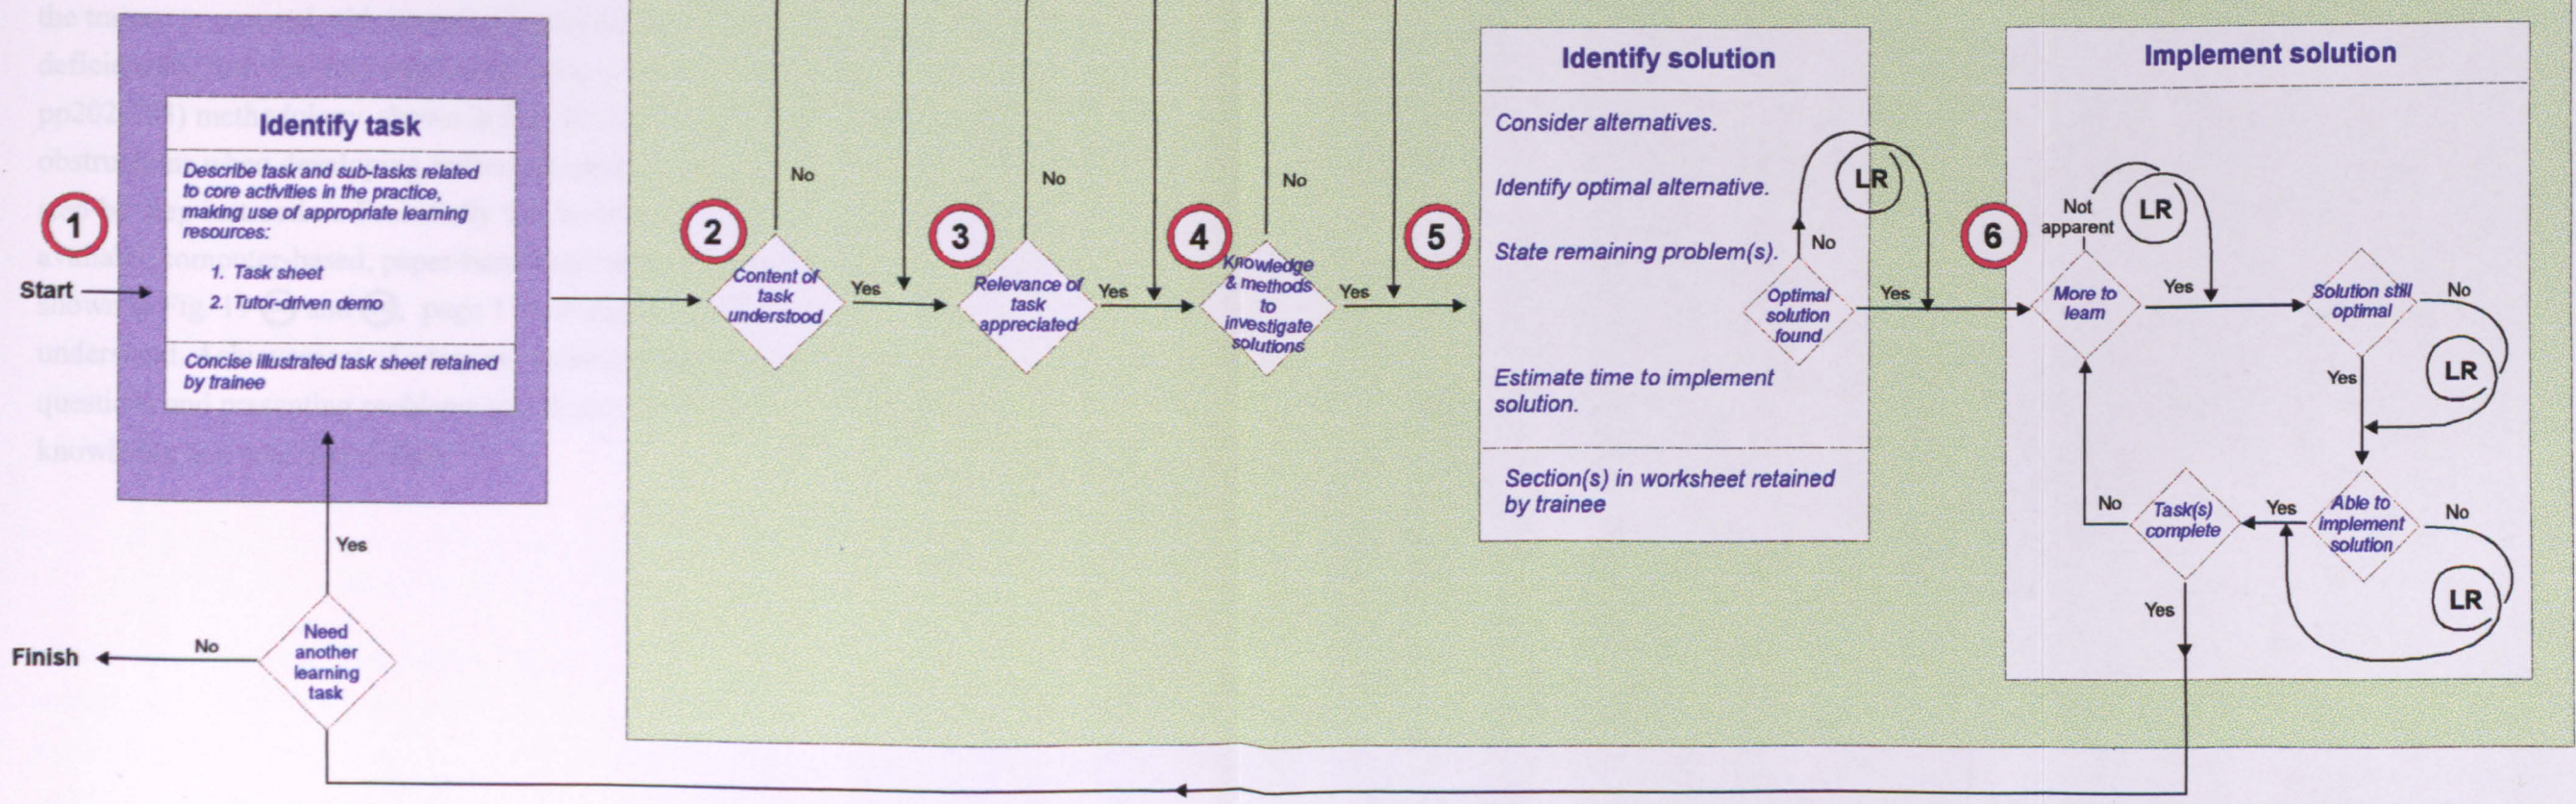 1
Start
Identify task
Describe task and sub-tasks related
to core activities in the practice,
making use of appropriate learning
resources:
1. Task sheet
2. Tutor-driven demo
Concise illustrated task sheet retained
by trainee
Yes
Need
another
learning
task
No
Finish
2
No
Content of
task
understood
Yes
3
No
Relevance of
task
appreciated
Yes
4
No
Knowledge
& methods
to
investigate
solutions
Yes
5
Identify solution
Consider alternatives.
Identify optimal alternative.
State remaining problem(s).
Estimate time to implement
solution.
Section(s) in worksheet retained
by trainee
LR
No
Optimal
solution
found
Yes
6
Implement solution
Not
apparent
LR
More to
learn
Yes
Solution still
optimal
No
LR
Yes
Able to
implement
solution
No
LR
Yes
Task(s)
complete
No
Yes